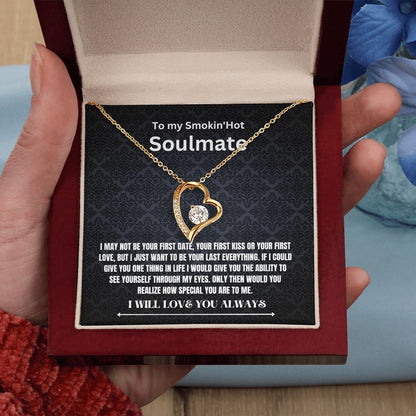 To my Smokin'Hot
Soulmate
I MAY NOT BE YOUR FIRST DATE, YOUR FIRST KISS OR YOUR FIRST
LOVE, BUT I JUST WANT TO BE YOUR LAST EVERYTHING. IF I COULD
GIVE YOU ONE THING IN LIFE I WOULD GIVE YOU THE ABILITY TO
SEE YOURSELF THROUGH MY EYES. ONLY THEN WOULD YOU
REALIZE HOW SPECIAL YOU ARE TO ME.
I WILL LOVE YOU ALWAYS